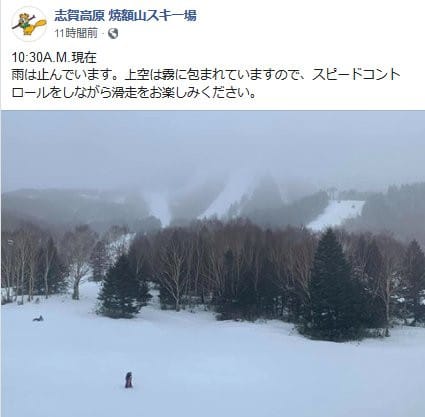 志賀高原 焼額山スキー場
11時間前
10:30A.M.現在
雨は止んでいます。上空は霧に包まれていますので、スピードコント
ロールをしながら滑走をお楽しみください。